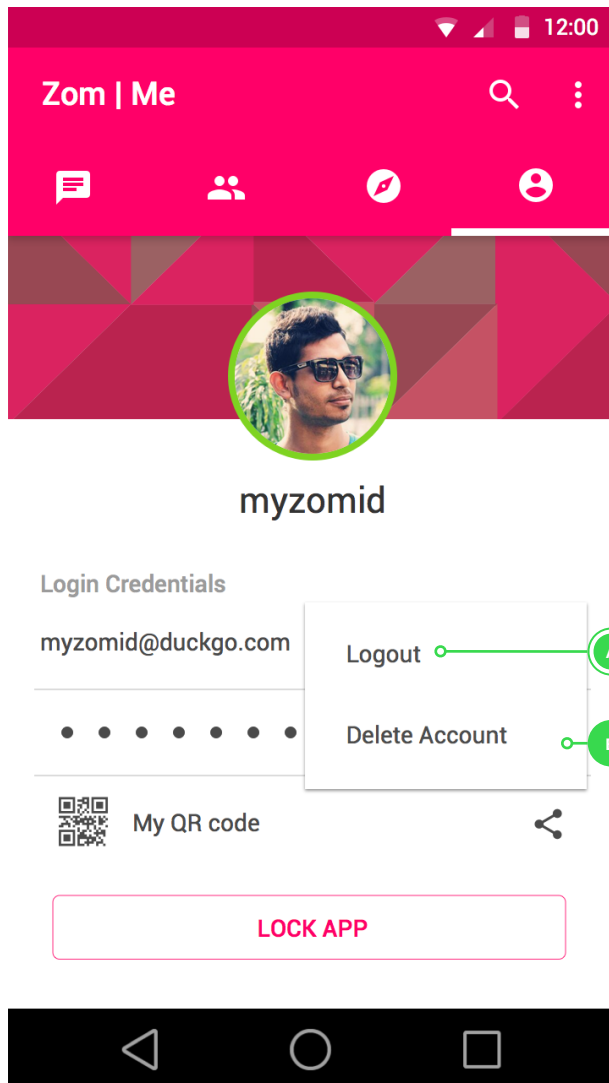 12:00
Zom | Me
myzomid
Login Credentials
myzomid@duckgo.com
Logout
Delete Account
My QR code
LOCK APP